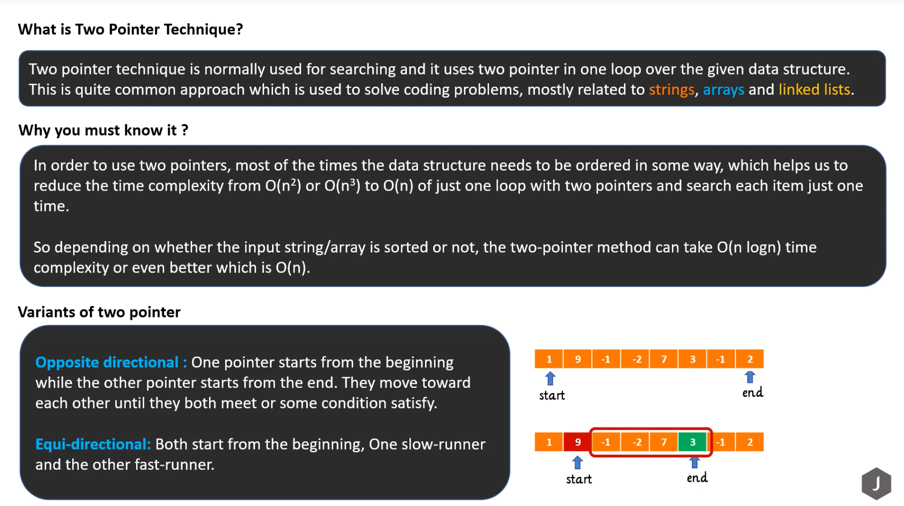 What is Two Pointer Technique?
Two pointer technique is normally used for searching and it uses two pointer in one loop over the given data structure.
This is quite common approach which is used to solve coding problems, mostly related to strings, arrays and linked lists.
Why you must know it ?
In order to use two pointers, most of the times the data structure needs to be ordered in some way, which helps us to
reduce the time complexity from O(n²) or O(n³) to O(n) of just one loop with two pointers and search each item just one
time.
So depending on whether the input string/array is sorted or not, the two-pointer method can take O(n logn) time
complexity or even better which is O(n).
Variants of two pointer
Opposite directional : One pointer starts from the beginning
while the other pointer starts from the end. They move toward
each other until they both meet or some condition satisfy.
Equi-directional: Both start from the beginning, One slow-runner
and the other fast-runner.
1 9 -1 -2 7 3 -1 2
start end
1 9 -1 -2 7 3 -1 2
start end
J